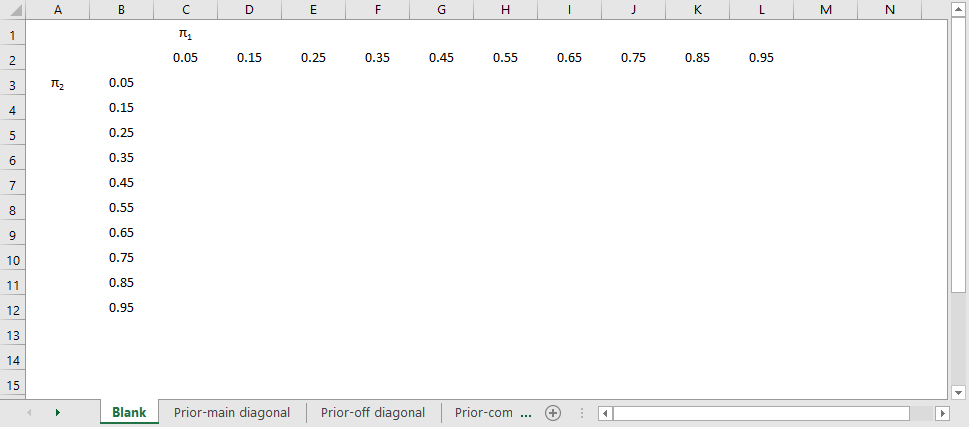 A B C D E F G H I J K L M N
1 π₁
2 0.05 0.15 0.25 0.35 0.45 0.55 0.65 0.75 0.85 0.95
3 π₂ 0.05
4 0.15
5 0.25
6 0.35
7 0.45
8 0.55
9 0.65
10 0.75
11 0.85
12 0.95
13
14
15
Blank Prior-main diagonal Prior-off diagonal Prior-com ...